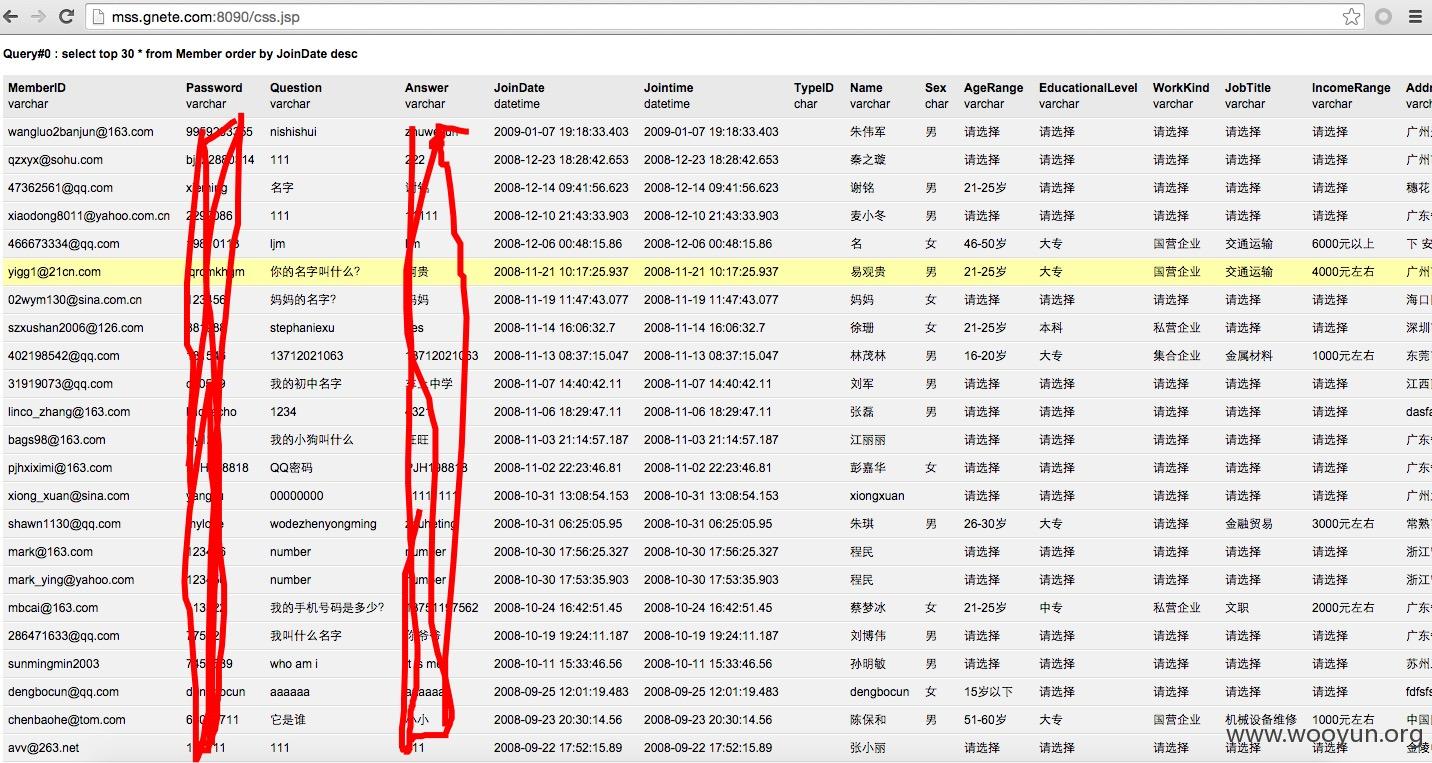 mss.gnete.com:8090/css.jsp
Query#0 : select top 30 * from Member order by JoinDate desc
MemberID Password Question Answer JoinDate Jointime TypeID Name Sex AgeRange EducationalLevel WorkKind JobTitle IncomeRange
varchar varchar varchar varchar datetime datetime char varchar char varchar varchar varchar varchar varchar
wangluo2banjun@163.com nishishui 2009-01-07 19:18:33.403 2009-01-07 19:18:33.403 朱伟军 男 请选择 请选择 请选择 请选择 请选择 广州
qzxyx@sohu.com 111 2008-12-23 18:28:42.653 2008-12-23 18:28:42.653 秦之璇 请选择 请选择 请选择 请选择 请选择 广州
47362561@qq.com 名字 2008-12-14 09:41:56.623 2008-12-14 09:41:56.623 谢铭 男 21-25岁 请选择 请选择 请选择 请选择 穗花
xiaodong8011@yahoo.com.cn 111 2008-12-10 21:43:33.903 2008-12-10 21:43:33.903 麦小冬 男 请选择 请选择 请选择 请选择 请选择 广东
466673334@qq.com ljm 2008-12-06 00:48:15.86 2008-12-06 00:48:15.86 名 女 46-50岁 大专 国营企业 交通运输 6000元以上 下 安
yigg1@21cn.com 你的名字叫什么? 2008-11-21 10:17:25.937 2008-11-21 10:17:25.937 易观贵 男 21-25岁 大专 国营企业 交通运输 4000元左右 广州
02wym130@sina.com.cn 妈妈的名字? 2008-11-19 11:47:43.077 2008-11-19 11:47:43.077 妈妈 女 请选择 请选择 请选择 请选择 请选择 海口
szxushan2006@126.com stephaniexu 2008-11-14 16:06:32.7 2008-11-14 16:06:32.7 徐珊 女 21-25岁 本科 私营企业 请选择 请选择 深圳
402198542@qq.com 13712021063 2008-11-13 08:37:15.047 2008-11-13 08:37:15.047 林茂林 男 16-20岁 大专 集合企业 金属材料 1000元左右 东莞
31919073@qq.com 我的初中名字 2008-11-07 14:40:42.11 2008-11-07 14:40:42.11 刘军 男 请选择 请选择 请选择 请选择 请选择 江西
linco_zhang@163.com 1234 2008-11-06 18:29:47.11 2008-11-06 18:29:47.11 张磊 男 请选择 请选择 请选择 请选择 请选择 dasfa
bags98@163.com 我的小狗叫什么 2008-11-03 21:14:57.187 2008-11-03 21:14:57.187 江丽丽 请选择 请选择 请选择 请选择 请选择 广东
pjhxiximi@163.com QQ密码 2008-11-02 22:23:46.81 2008-11-02 22:23:46.81 彭嘉华 女 请选择 请选择 请选择 请选择 请选择 广东
xiong_xuan@sina.com 00000000 2008-10-31 13:08:54.153 2008-10-31 13:08:54.153 xiongxuan 请选择 请选择 请选择 请选择 请选择 广州
shawn1130@qq.com wodezhenyongming 2008-10-31 06:25:05.95 2008-10-31 06:25:05.95 朱琪 男 26-30岁 大专 请选择 金融贸易 3000元左右 常熟
mark@163.com number 2008-10-30 17:56:25.327 2008-10-30 17:56:25.327 程民 请选择 请选择 请选择 请选择 请选择 浙江
mark_ying@yahoo.com number 2008-10-30 17:53:35.903 2008-10-30 17:53:35.903 程民 请选择 请选择 请选择 请选择 请选择 浙江
mbcai@163.com 我的手机号码是多少? 2008-10-24 16:42:51.45 2008-10-24 16:42:51.45 蔡梦冰 女 21-25岁 中专 私营企业 文职 2000元左右 广东
286471633@qq.com 我叫什么名字 2008-10-19 19:24:11.187 2008-10-19 19:24:11.187 刘博伟 男 请选择 请选择 请选择 请选择 请选择 广东
sunmingmin2003 who am i 2008-10-11 15:33:46.56 2008-10-11 15:33:46.56 孙明敏 男 请选择 请选择 请选择 请选择 请选择 苏州
dengbocun@qq.com aaaaaa 2008-09-25 12:01:19.483 2008-09-25 12:01:19.483 dengbocun 女 15岁以下 请选择 请选择 请选择 请选择 fdfsfs
chenbaohe@tom.com 它是谁 2008-09-23 20:30:14.56 2008-09-23 20:30:14.56 陈保和 男 51-60岁 大专 国营企业 机械设备维修 1000元左右 中国
avv@263.net 111 2008-09-22 17:52:15.89 2008-09-22 17:52:15.89 张小丽 请选择 请选择 请选择 请选择 请选择 金陵
www.wooyun.org